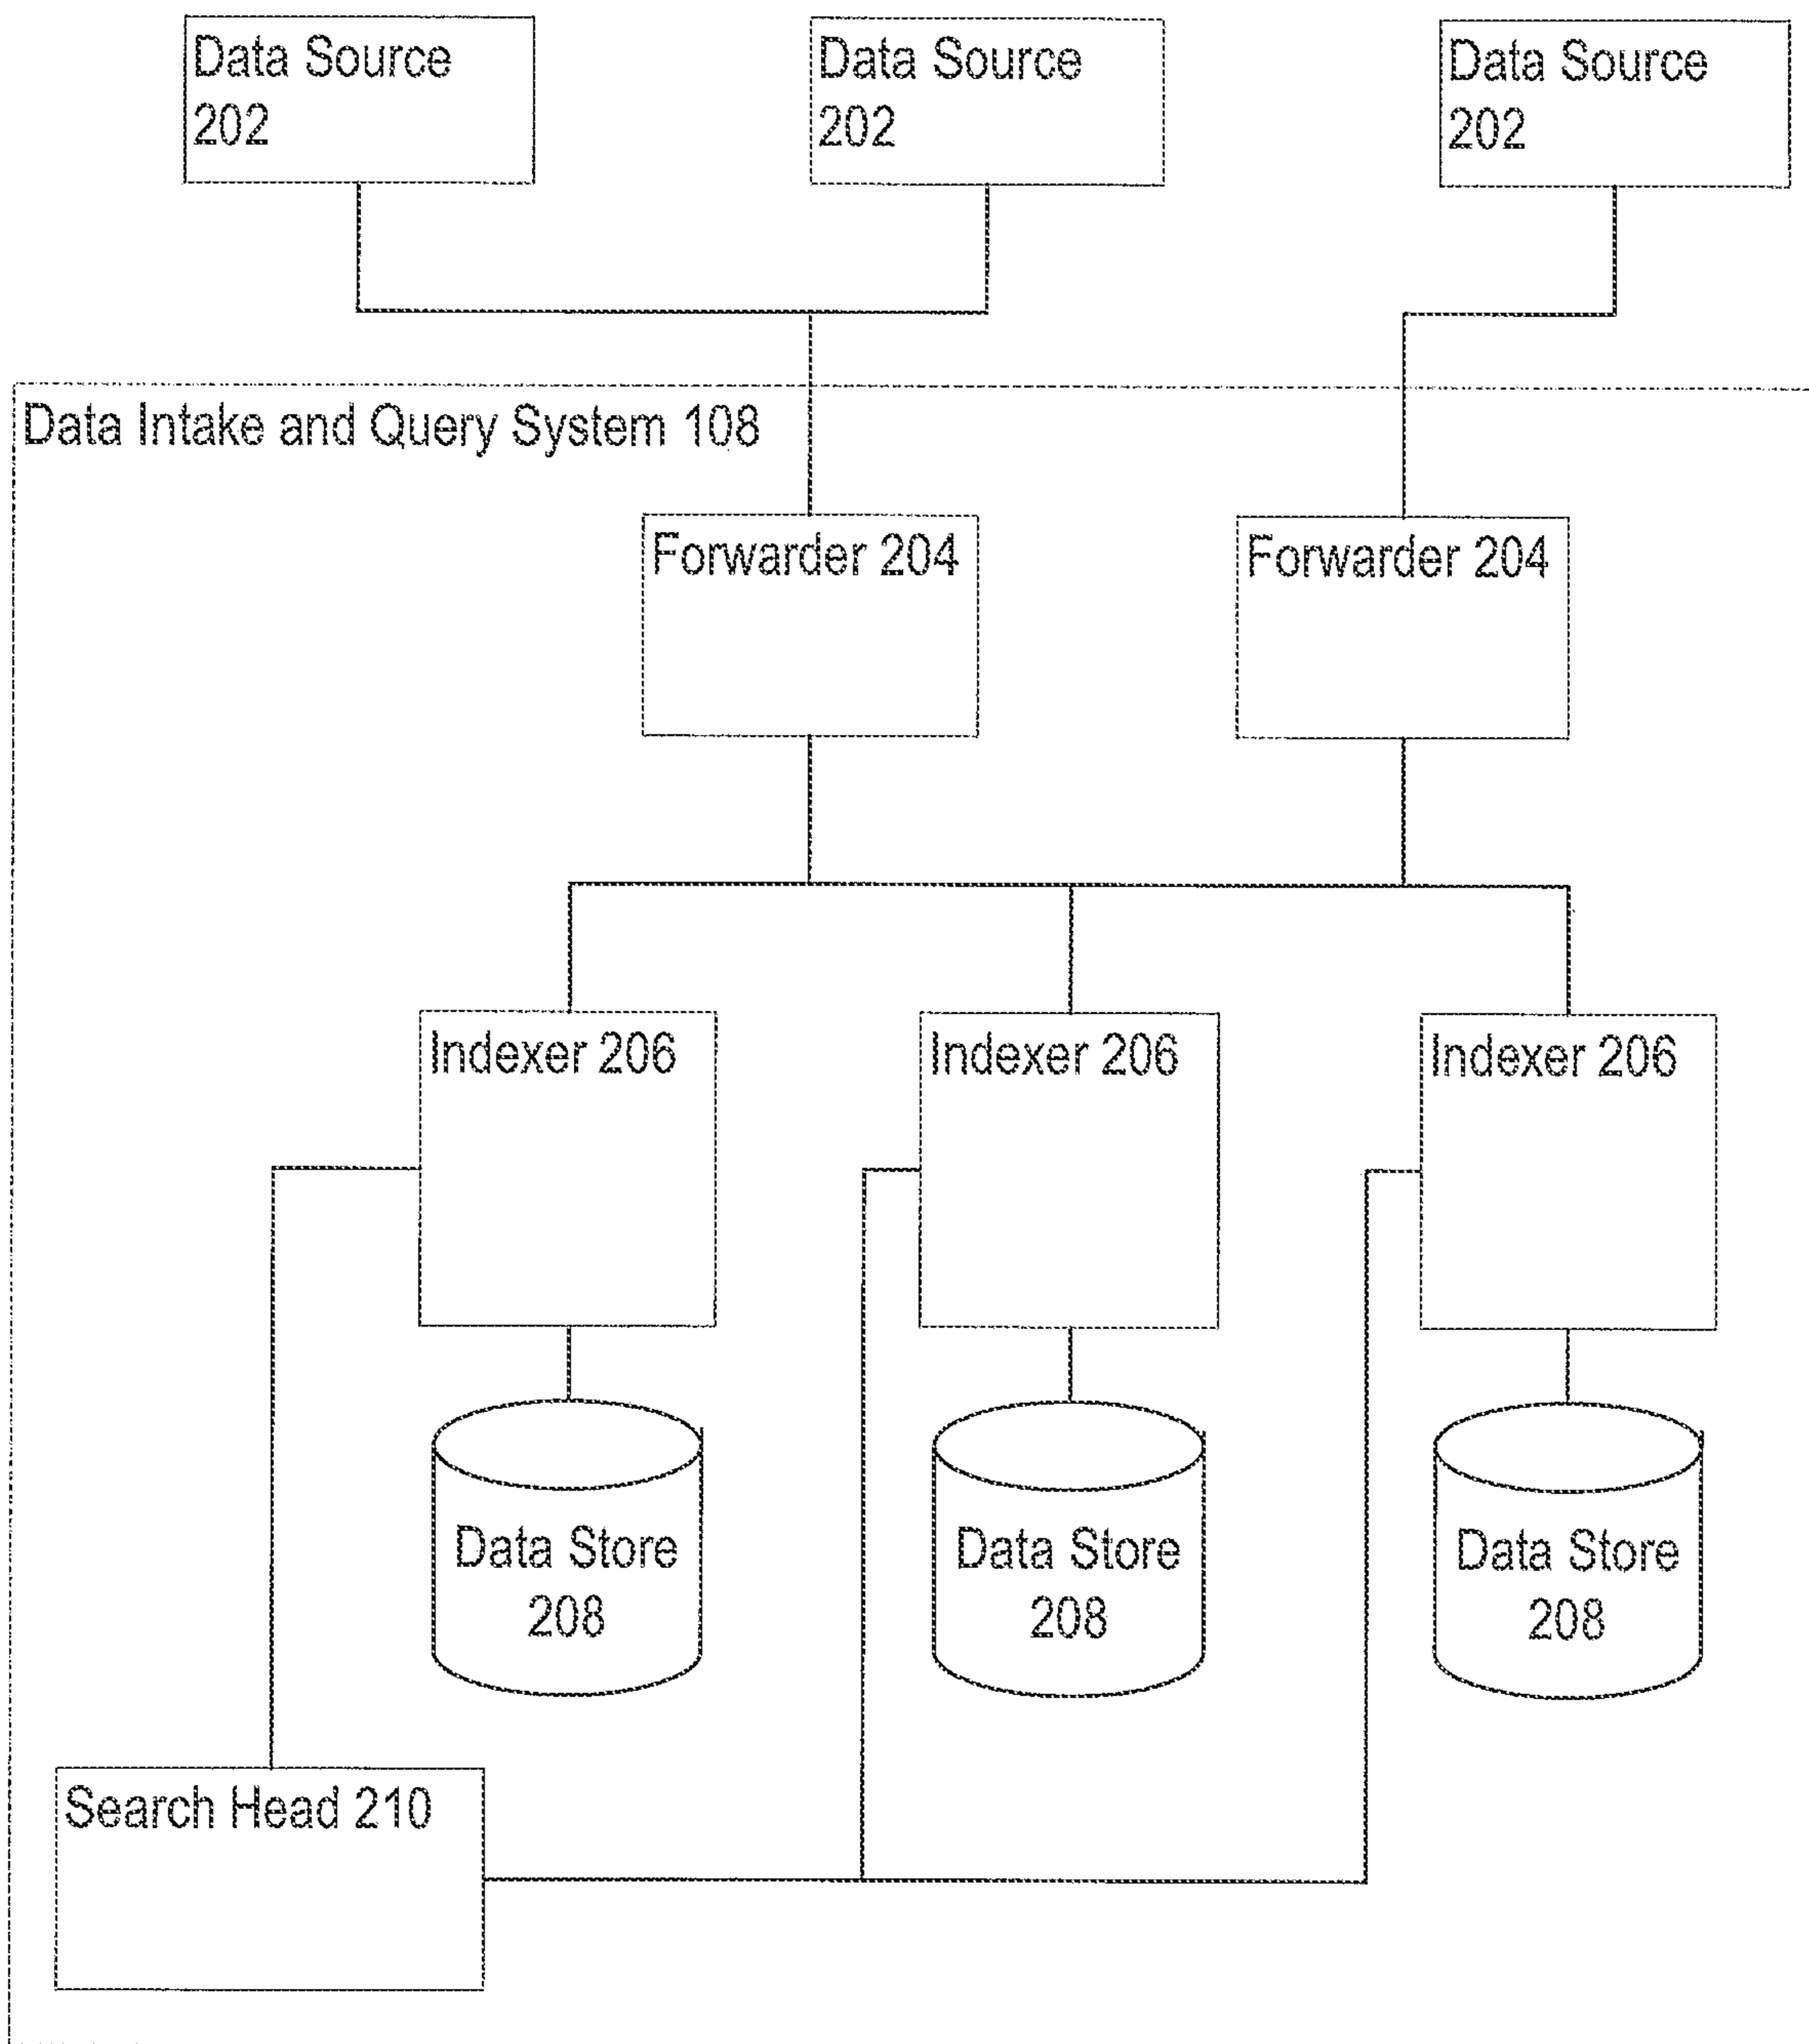 Data Source
202
Data Source
202
Data Source
202
Data Intake and Query System 108
Forwarder 204
Forwarder 204
Indexer 206
Indexer 206
Indexer 206
Data Store
208
Data Store
208
Data Store
208
Search Head 210